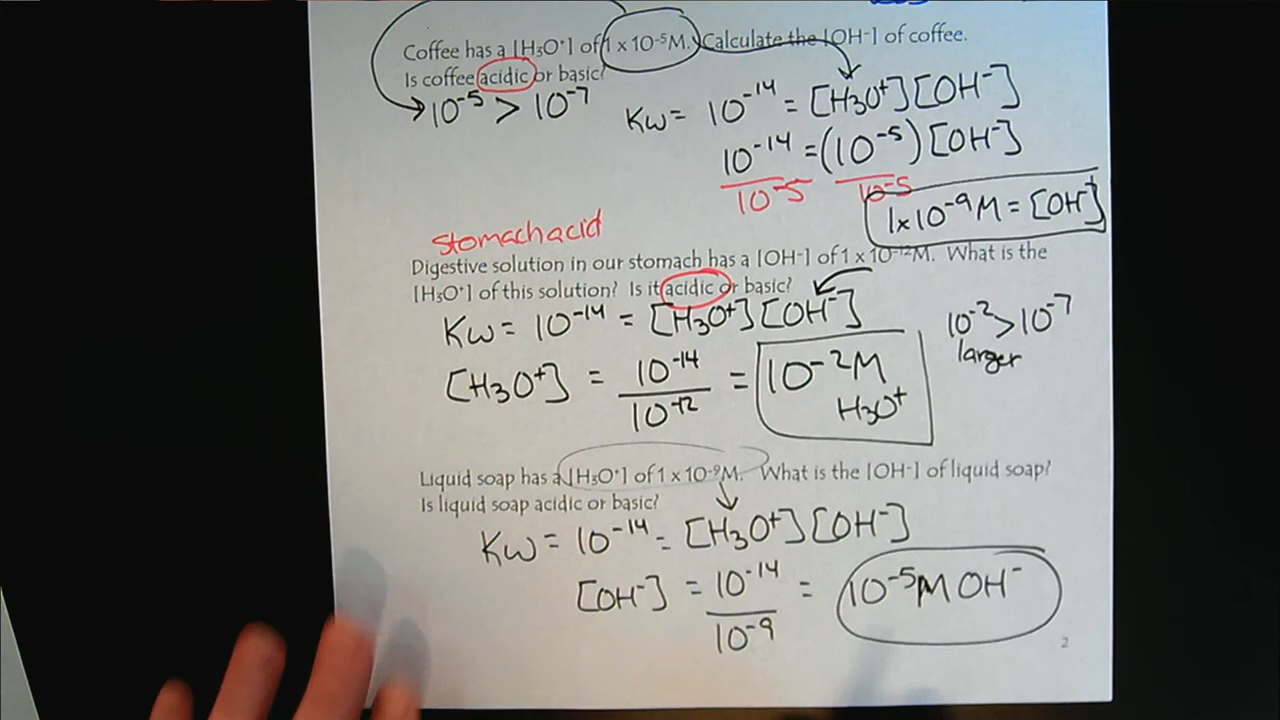 Coffee has a [H₃O⁺] of 1 x 10⁻⁵M. Calculate the [OH⁻] of coffee.
Is coffee acidic or basic?
10⁻⁵ > 10⁻⁷
Kw = 10⁻¹⁴ = [H₃O⁺][OH⁻]
10⁻¹⁴ = (10⁻⁵)[OH⁻]
10⁻⁵ 10⁻⁵
1x10⁻⁹M = [OH⁻]
Stomach acid
Digestive solution in our stomach has a [OH⁻] of 1 x 10⁻¹²M. What is the
[H₃O⁺] of this solution? Is it acidic or basic?
Kw = 10⁻¹⁴ = [H₃O⁺][OH⁻]
10⁻² > 10⁻⁷
larger
[H₃O⁺] = 10⁻¹⁴ = 10⁻²M
10⁻¹² H₃O⁺
Liquid soap has a [H₃O⁺] of 1 x 10⁻⁹M. What is the [OH⁻] of liquid soap?
Is liquid soap acidic or basic?
Kw = 10⁻¹⁴ = [H₃O⁺][OH⁻]
[OH⁻] = 10⁻¹⁴ = 10⁻⁵M OH⁻
10⁻⁹
2